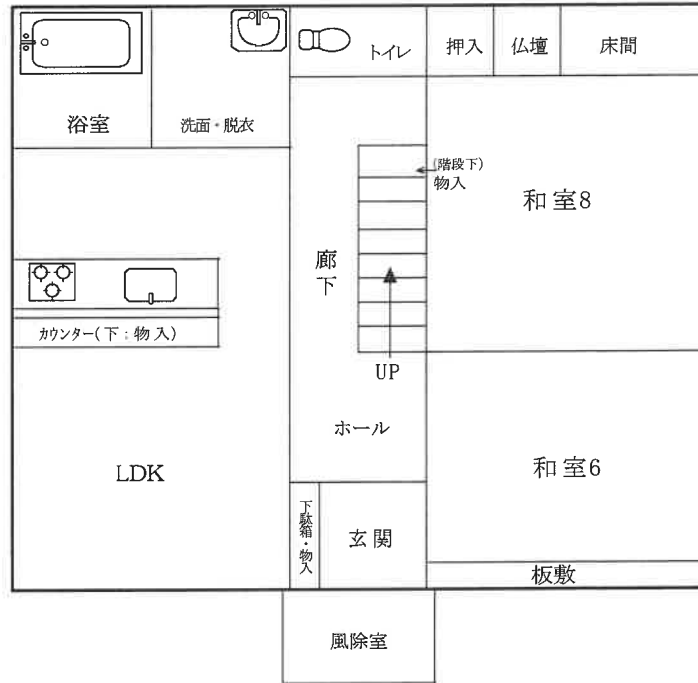 トイレ
押入
仏壇
床間
浴室
洗面・脱衣
(階段下)
物入
和室8
廊下
カウンター(下:物入)
UP
ホール
LDK
和室6
下駄箱・物入
玄関
板敷
風除室